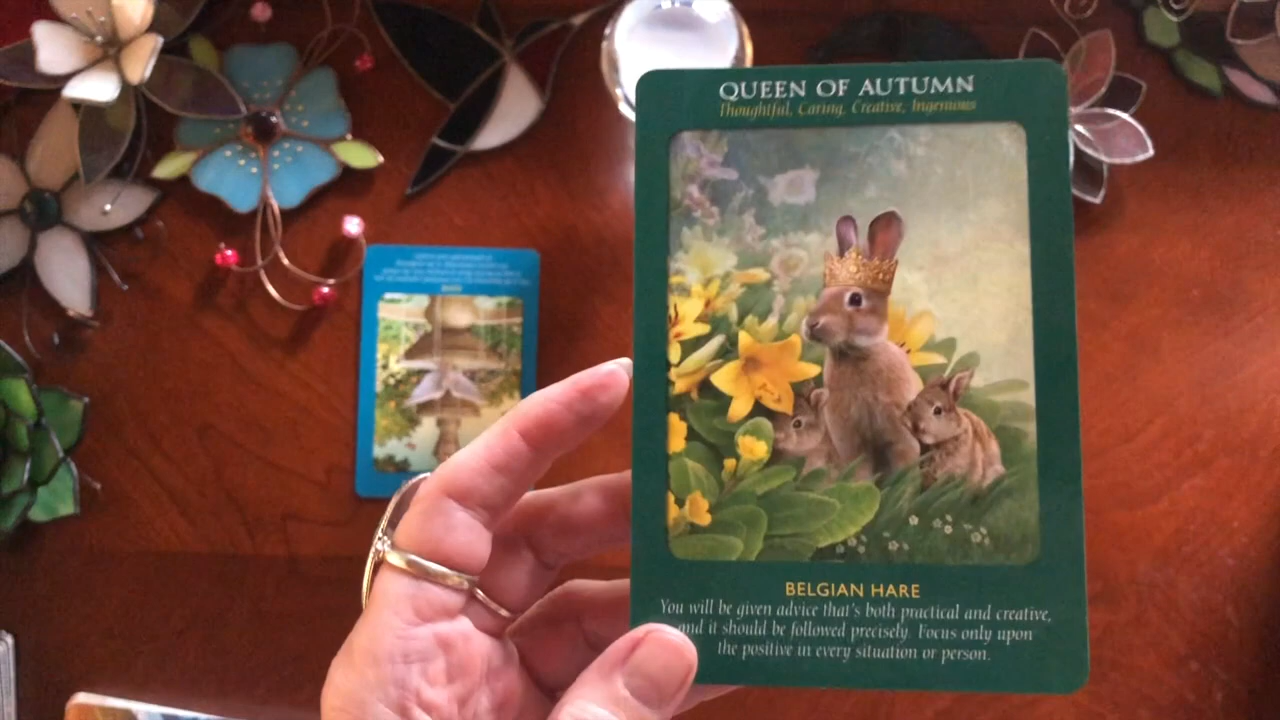 QUEEN OF AUTUMN
Thoughtful, Caring, Creative, Ingenious
BELGIAN HARE
You will be given advice that's both practical and creative,
and it should be followed precisely. Focus only upon
the positive in every situation or person.